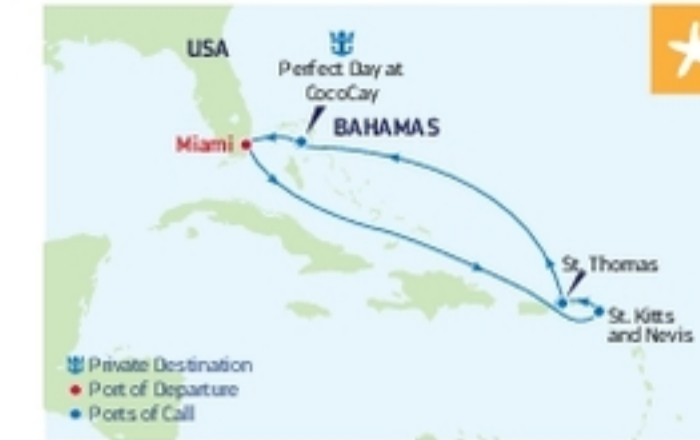 USA
Perfect Day at
CocoCay
BAHAMAS
Miami
St. Thomas
St. Kitts
and Nevis
Private Destination
Port of Departure
Ports of Call